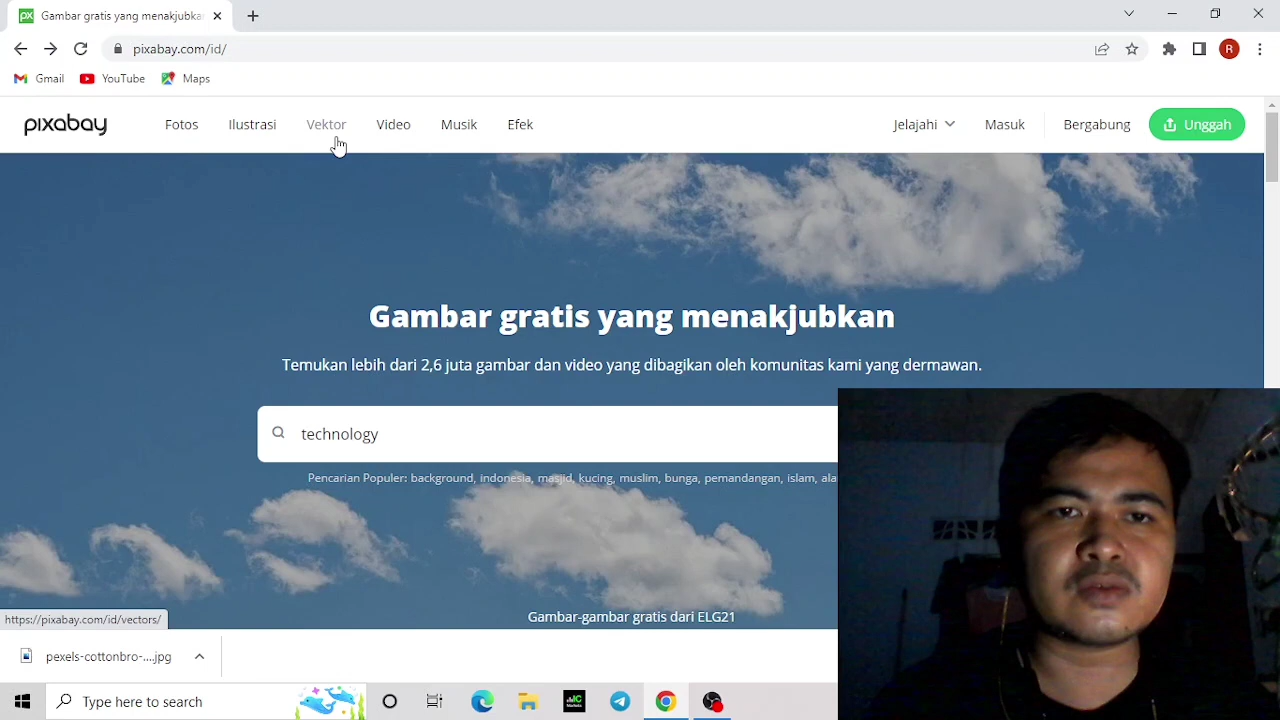 Gambar gratis yang menakjubkan
pixabay.com/id/
R
Gmail YouTube Maps
pixabay Fotos Ilustrasi Vektor Video Musik Efek Jelajahi Masuk Bergabung Unggah
Gambar gratis yang menakjubkan
Temukan lebih dari 2,6 juta gambar dan video yang dibagikan oleh komunitas kami yang dermawan.
technology
Pencarian Populer: background, indonesia, masjid, kucing, muslim, bunga, pemandangan, islam, ala
https://pixabay.com/id/vectors/
Gambar-gambar gratis dari ELG21
pexels-cottonbro-....jpg
Type here to search